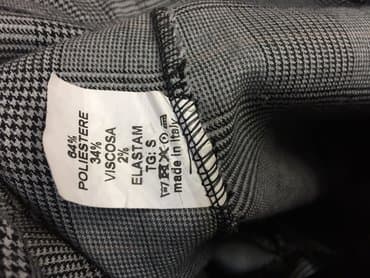 64%
POLIESTERE
34%
VISCOSA
2%
ELASTAM
TG: S
made in Italy